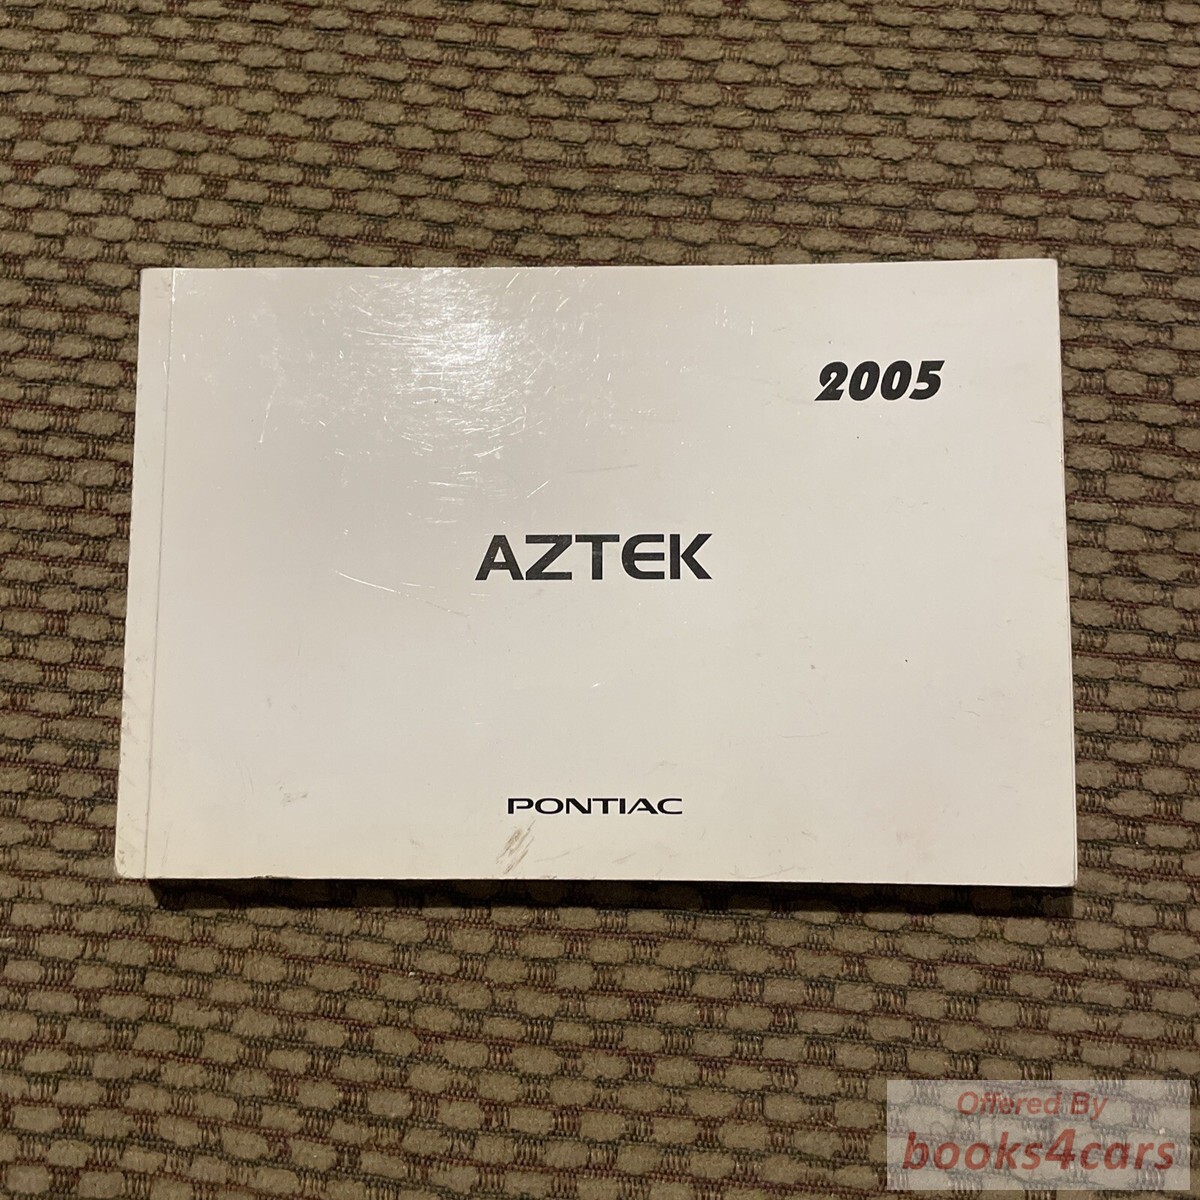 2005
AZTEK
PONTIAC
Offered By
books4cars